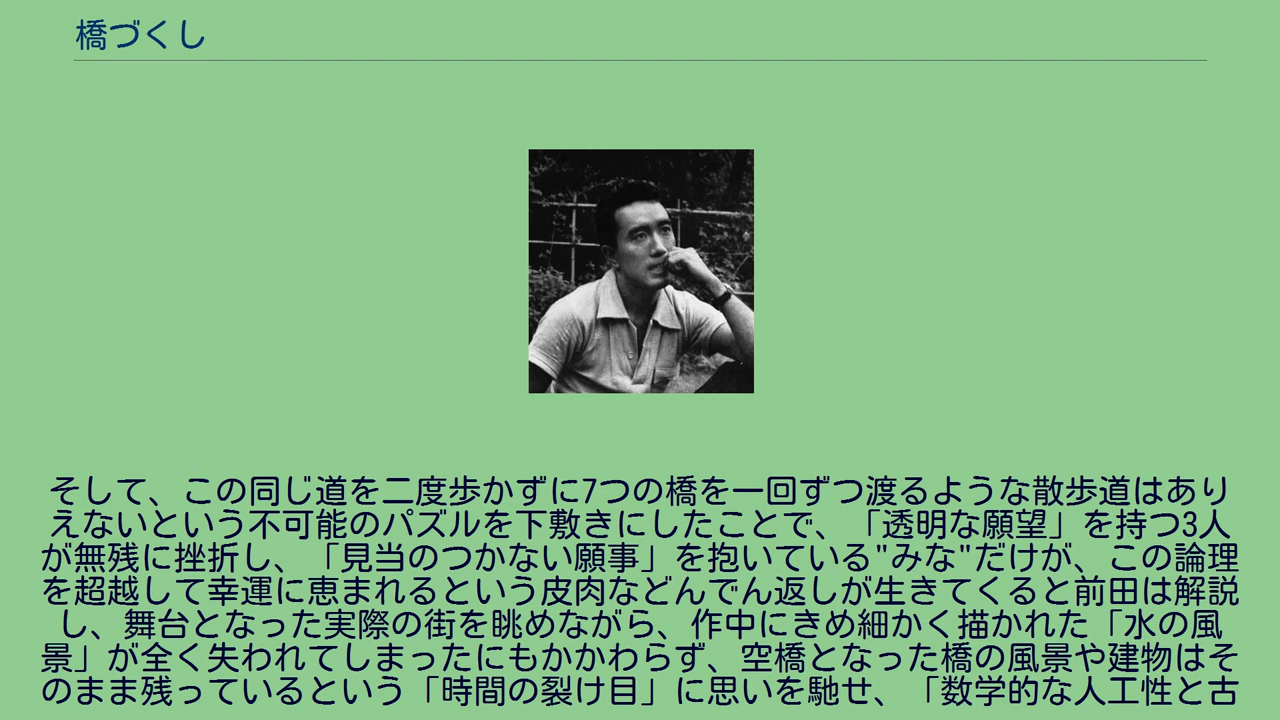 橋づくし
そして、この同じ道を二度歩かずに7つの橋を一回ずつ渡るような散歩道はあり
えないという不可能のパズルを下敷きにしたことで、「透明な願望」を持つ3人
が無残に挫折し、「見当のつかない願事」を抱いている"みな"だけが、この論理
を超越して幸運に恵まれるという皮肉などんでん返しが生きてくると前田は解説
し、舞台となった実際の街を眺めながら、作中にきめ細かく描かれた「水の風
景」が全く失われてしまったにもかかわらず、空橋となった橋の風景や建物はそ
のまま残っているという「時間の裂け目」に思いを馳せ、「数学的な人工性と古